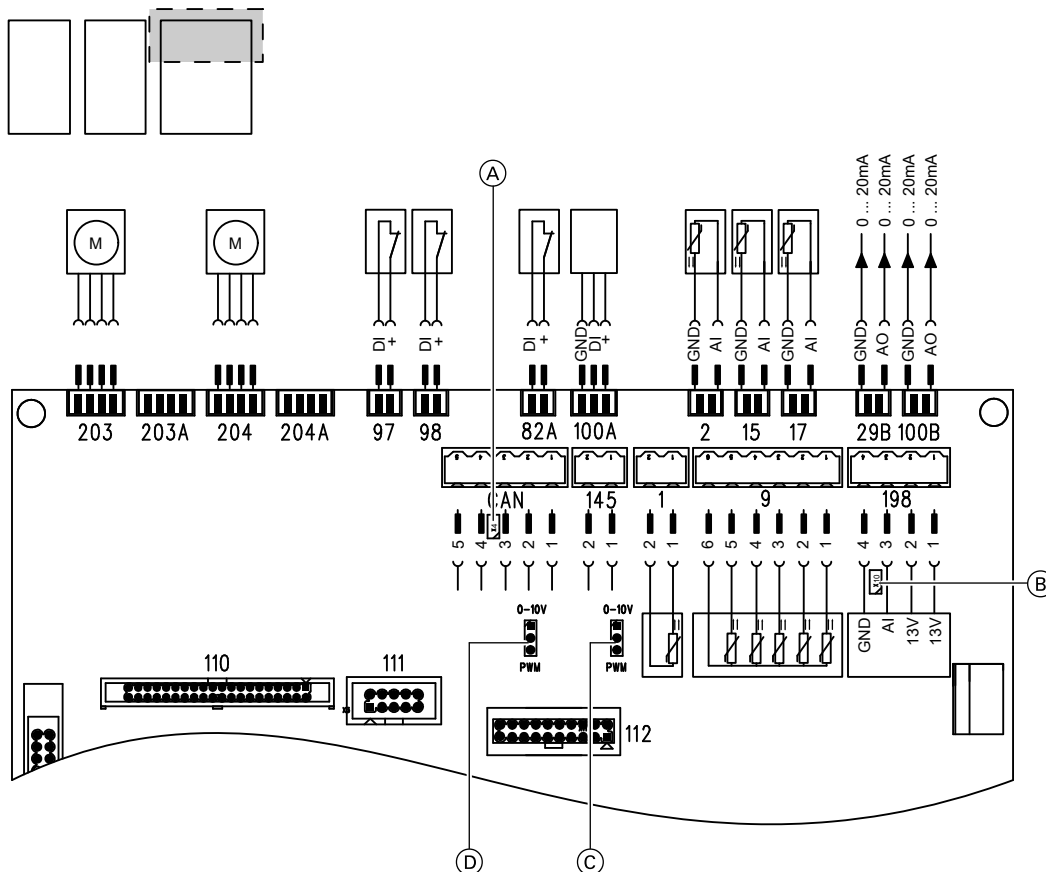 A
0 ... 20mA
0 ... 20mA
0 ... 20mA
0 ... 20mA
M
M
DI
+
DI
+
DI
+
GND
DI
+
GND
AI
GND
AI
GND
AI
GND
AO
GND
AO
203 203A 204 204A 97 98 82A 100A 2 15 17 29B 100B
CAN 145 1 9 198
5 4 X4 3 2 1 2 1 2 1 6 5 4 3 2 1 4 3 2 1
X10
B
0-10V 0-10V
PWM PWM
GND
AI
13V
13V
110 111
X5
112
D C